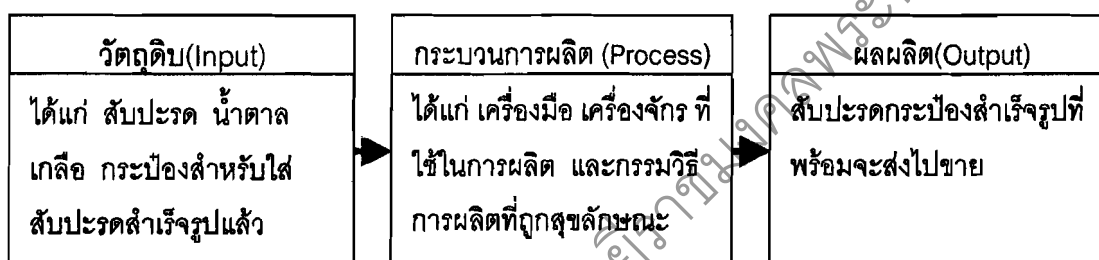 วัตถุดิบ(Input)
ได้แก่ สับปะรด น้ำตาล
เกลือ กระป๋องสำหรับใส่
สับปะรดสำเร็จรูปแล้ว
กระบวนการผลิต (Process)
ได้แก่ เครื่องมือ เครื่องจักร ที่
ใช้ในการผลิต และกรรมวิธี
การผลิตที่ถูกสุขลักษณะ
ผลผลิต(Output)
สับปะรดกระป๋องสำเร็จรูปที่
พร้อมจะส่งไปขาย